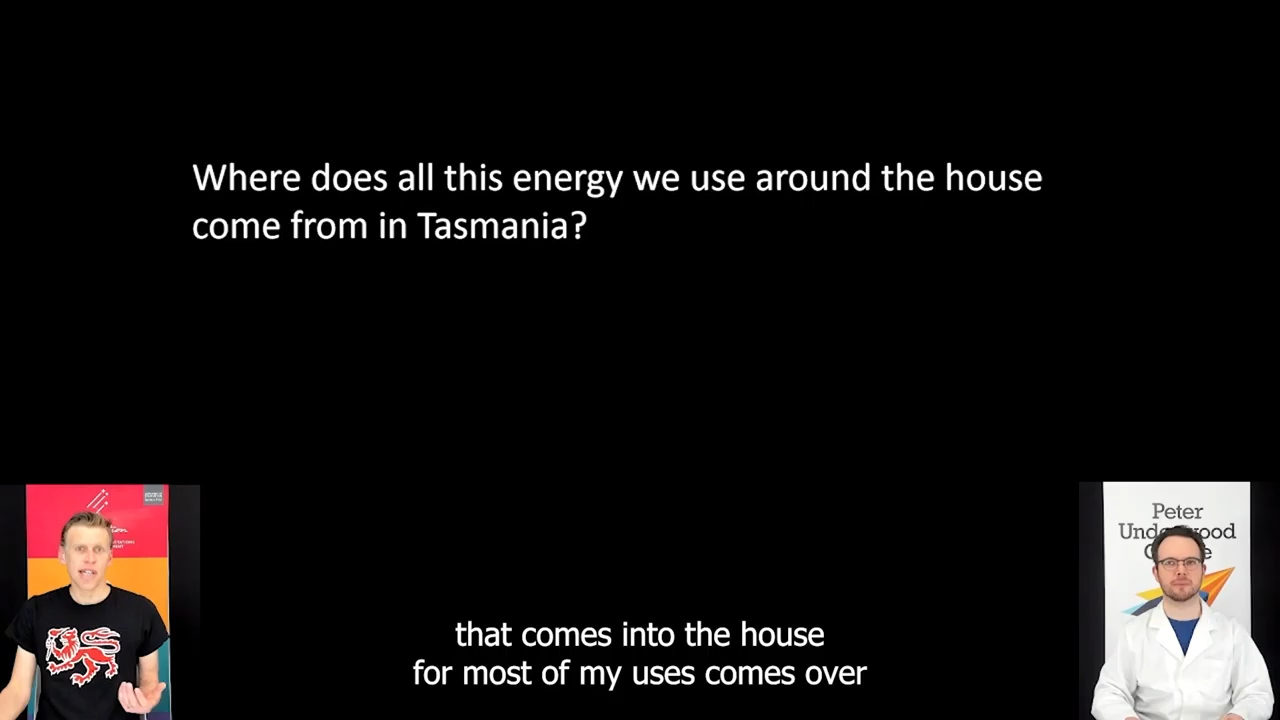 Where does all this energy we use around the house
come from in Tasmania?
Peter
Underwood
that comes into the house
for most of my uses comes over